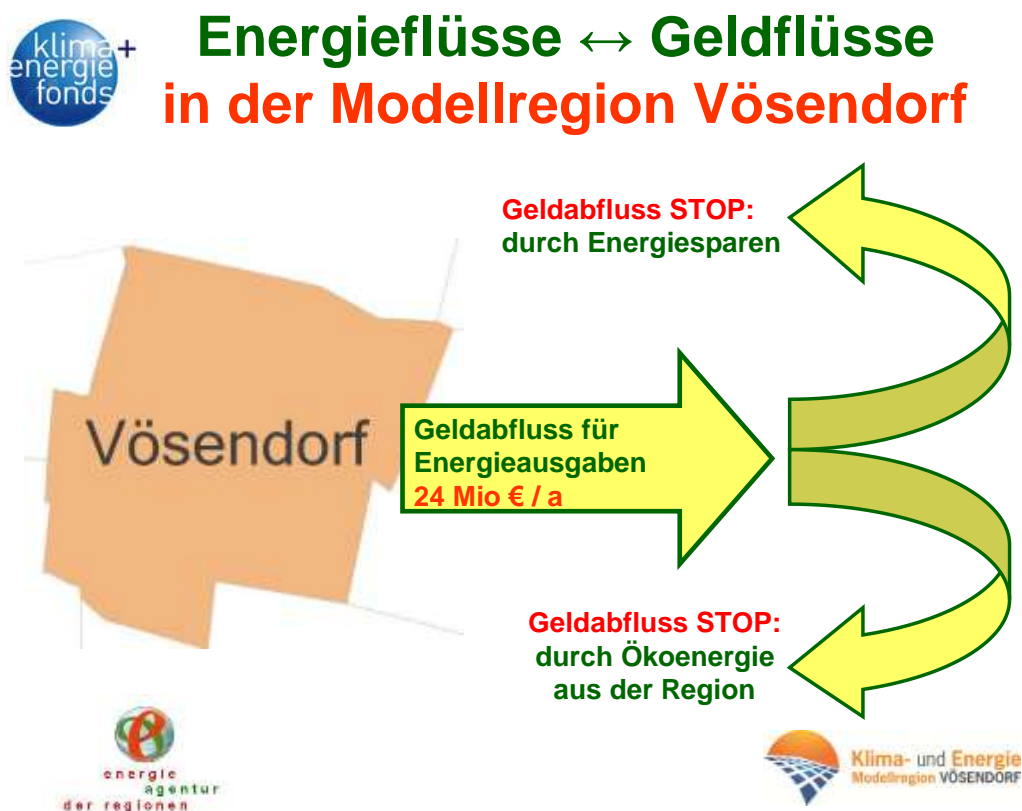 klima+
energie
fonds
Energieflüsse ↔ Geldflüsse
in der Modellregion Vösendorf
Geldabfluss STOP:
durch Energiesparen
Vösendorf
Geldabfluss für
Energieausgaben
24 Mio € / a
Geldabfluss STOP:
durch Ökoenergie
aus der Region
energie
agentur
der regionen
Klima- und Energie
Modellregion VÖSENDORF